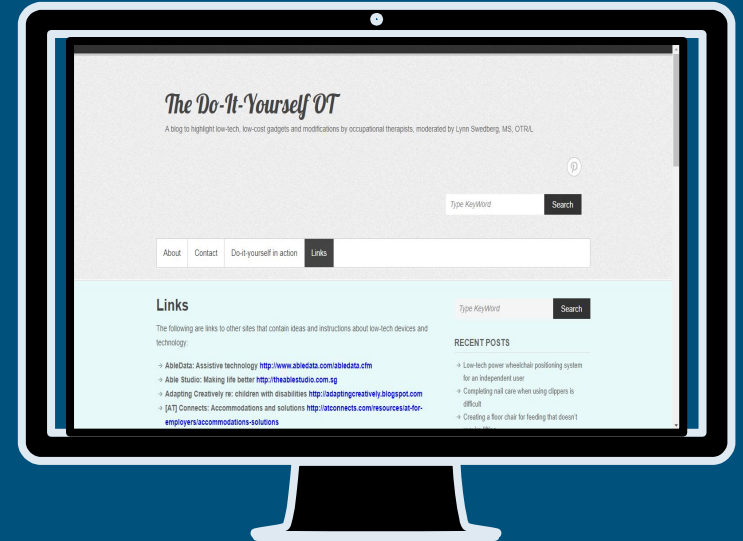 The Do-It-Yourself OT
A blog to highlight low-tech, low-cost gadgets and modifications by occupational therapists, moderated by Lynn Swedberg, MS, OTR/L
Type KeyWord Search
About Contact Do-it-yourself in action Links
Links
The following are links to other sites that contain ideas and instructions about low-tech devices and
technology:
→ AbleData: Assistive technology http://www.abledata.com/abledata.cfm
→ Able Studio: Making life better http://theablestudio.com.sg
→ Adapting Creatively re: children with disabilities http://adaptingcreatively.blogspot.com
→ [AT] Connects: Accommodations and solutions http://atconnects.com/resources/at-for-
employers/accommodations-solutions
Type KeyWord Search
RECENT POSTS
→ Low-tech power wheelchair positioning system
for an independent user
→ Completing nail care when using clippers is
difficult
→ Creating a floor chair for feeding that doesn't